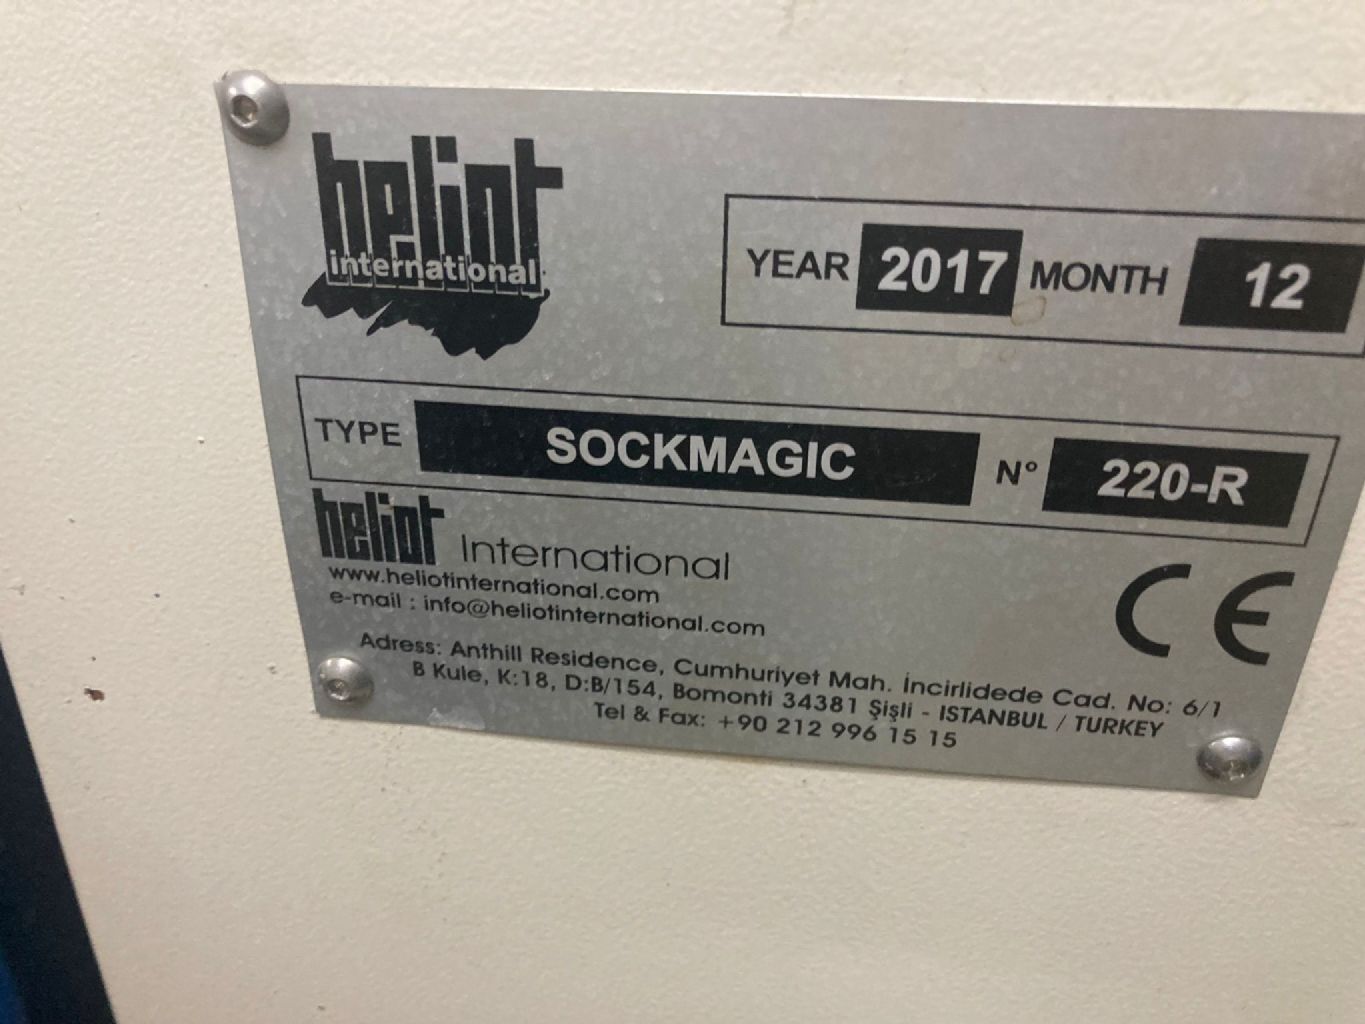 heliot
international
YEAR 2017 MONTH 12
TYPE SOCKMAGIC N° 220-R
heliot International
www.heliotinternational.com
e-mail : info@heliotinternational.com
CE
Adress: Anthill Residence, Cumhuriyet Mah. İncirlidede Cad. No: 6/1
B Kule, K:18, D:B/154, Bomonti 34381 Şişli - ISTANBUL / TURKEY
Tel & Fax: +90 212 996 15 15